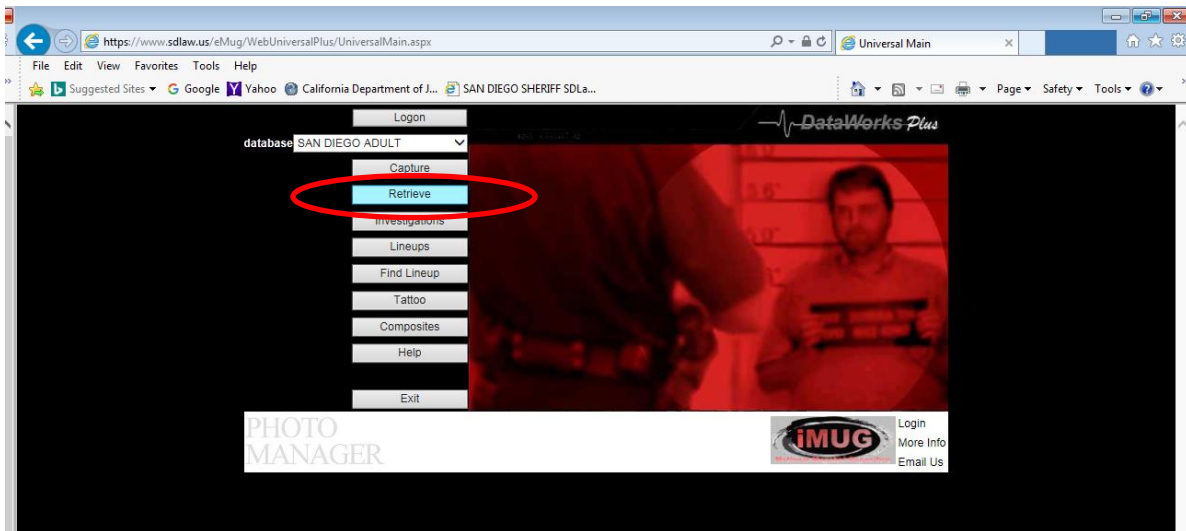 https://www.sdlaw.us/eMug/WebUniversalPlus/UniversalMain.aspx
Universal Main
File Edit View Favorites Tools Help
Suggested Sites Google Yahoo California Department of J... SAN DIEGO SHERIFF SDLa...
Page Safety Tools
Logon
DataWorks Plus
database SAN DIEGO ADULT
Capture
Retrieve
Investigations
Lineups
Find Lineup
Tattoo
Composites
Help
Exit
PHOTO
MANAGER
iMUG
Login
More Info
Email Us